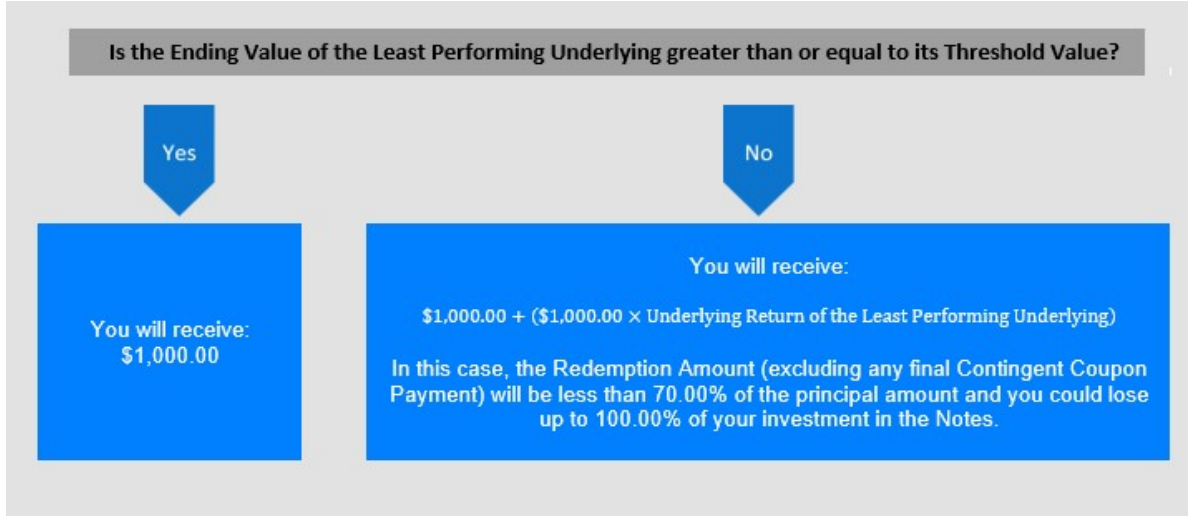 Is the Ending Value of the Least Performing Underlying greater than or equal to its Threshold Value?
Yes
No
You will receive:
$1,000.00
You will receive:
$1,000.00 + ($1,000.00 × Underlying Return of the Least Performing Underlying)
In this case, the Redemption Amount (excluding any final Contingent Coupon
Payment) will be less than 70.00% of the principal amount and you could lose
up to 100.00% of your investment in the Notes.